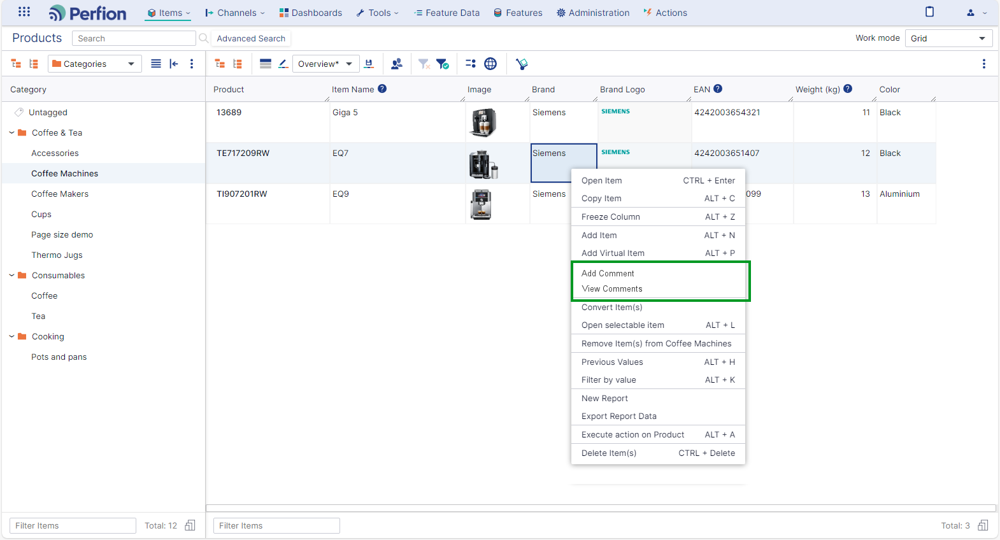 Perfion Items Channels Dashboards Tools Feature Data Features Administration Actions
Products Search Advanced Search Work mode Grid
Categories Overview*
Category Product Item Name ? Image Brand Brand Logo EAN ? Weight (kg) ? Color
Untagged
Coffee & Tea
Accessories
Coffee Machines
Coffee Makers
Cups
Page size demo
Thermo Jugs
Consumables
Coffee
Tea
Cooking
Pots and pans
13689 Giga 5 Siemens SIEMENS 4242003654321 11 Black
TE717209RW EQ7 Siemens SIEMENS 4242003651407 12 Black
TI907201RW EQ9 Siemens 099 13 Aluminium
Open Item CTRL + Enter
Copy Item ALT + C
Freeze Column ALT + Z
Add Item ALT + N
Add Virtual Item ALT + P
Add Comment
View Comments
Convert Item(s)
Open selectable item ALT + L
Remove Item(s) from Coffee Machines
Previous Values ALT + H
Filter by value ALT + K
New Report
Export Report Data
Execute action on Product ALT + A
Delete Item(s) CTRL + Delete
Filter Items Total: 12 Filter Items Total: 3